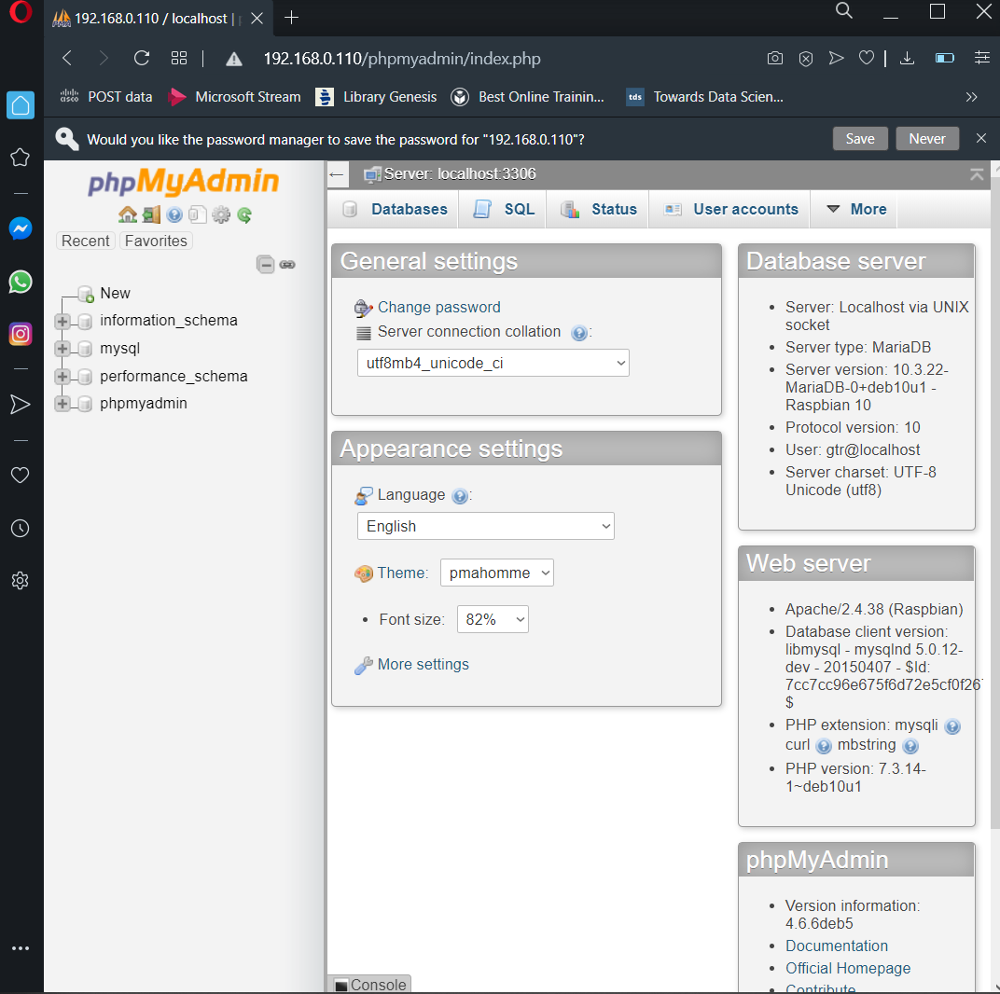 192.168.0.110 / localhost |
192.168.0.110/phpmyadmin/index.php
cisco POST data
Microsoft Stream
Library Genesis
Best Online Trainin...
tds Towards Data Scien...
Would you like the password manager to save the password for "192.168.0.110"?
Save
Never
phpMyAdmin
Recent
Favorites
New
information_schema
mysql
performance_schema
phpmyadmin
Server: localhost:3306
Databases
SQL
Status
User accounts
More
General settings
Change password
Server connection collation :
utf8mb4_unicode_ci
Appearance settings
Language :
English
Theme: pmahomme
• Font size: 82%
More settings
Database server
• Server: Localhost via UNIX
socket
• Server type: MariaDB
• Server version: 10.3.22-
MariaDB-0+deb10u1 -
Raspbian 10
• Protocol version: 10
• User: gtr@localhost
• Server charset: UTF-8
Unicode (utf8)
Web server
• Apache/2.4.38 (Raspbian)
• Database client version:
libmysql - mysqlnd 5.0.12-
dev - 20150407 - $Id:
7cc7cc96e675f6d72e5cf0f267
$
• PHP extension: mysqli
curl mbstring
• PHP version: 7.3.14-
1~deb10u1
phpMyAdmin
• Version information:
4.6.6deb5
• Documentation
• Official Homepage
• Contribute
Console